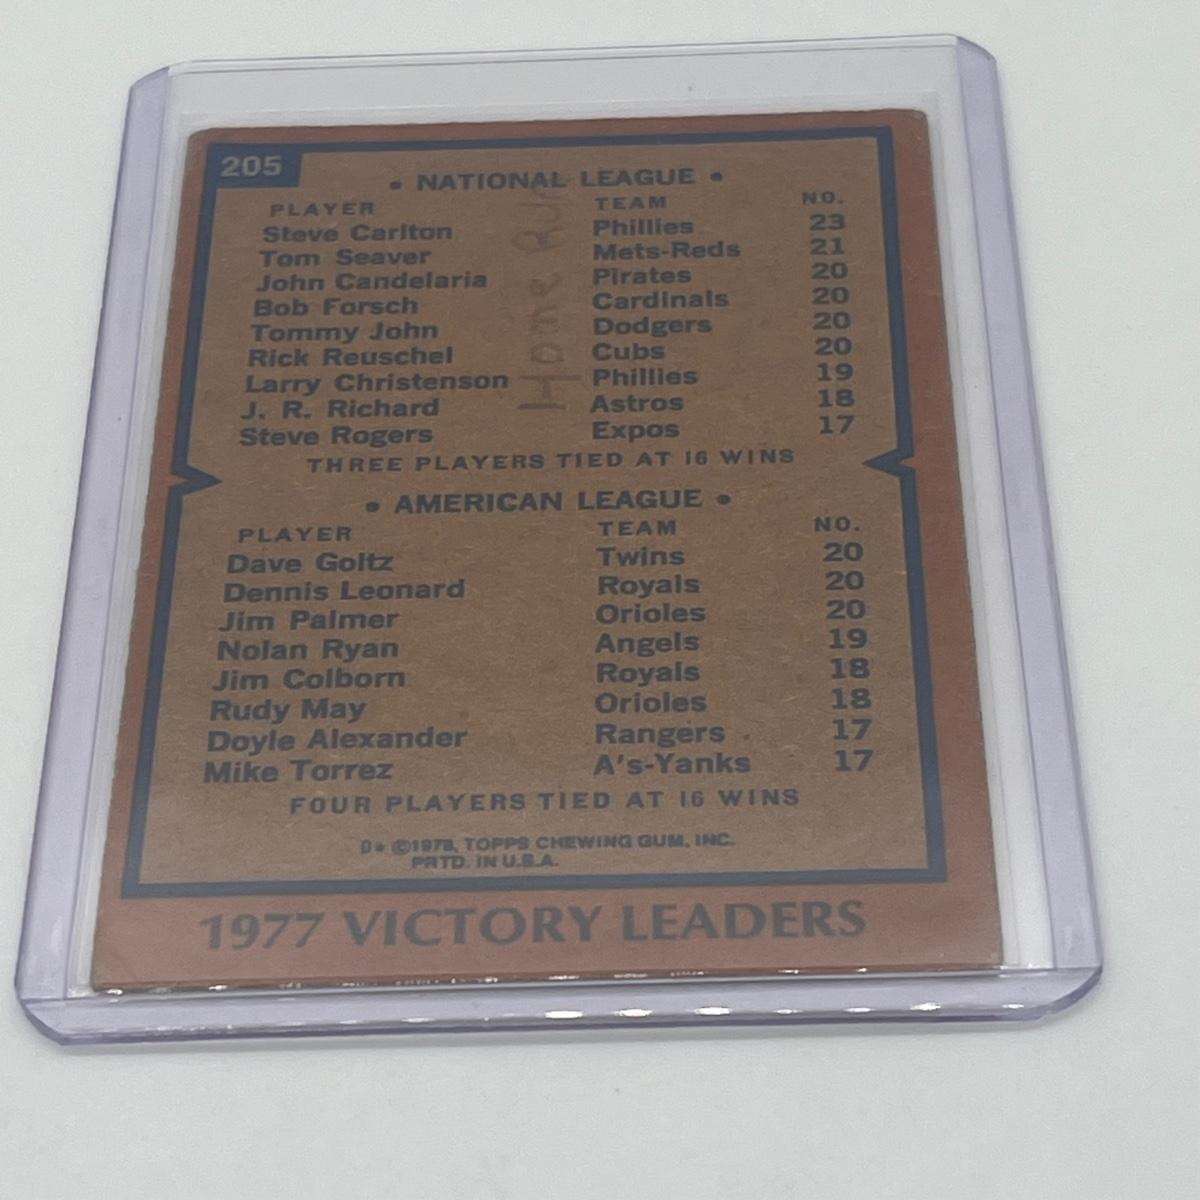 205
• NATIONAL LEAGUE •
PLAYER TEAM NO.
Steve Carlton Phillies 23
Tom Seaver Mets-Reds 21
John Candelaria Pirates 20
Bob Forsch Cardinals 20
Tommy John Dodgers 20
Rick Reuschel Cubs 20
Larry Christenson Phillies 19
J. R. Richard Astros 18
Steve Rogers Expos 17
THREE PLAYERS TIED AT 16 WINS
Home Run
• AMERICAN LEAGUE •
PLAYER TEAM NO.
Dave Goltz Twins 20
Dennis Leonard Royals 20
Jim Palmer Orioles 20
Nolan Ryan Angels 19
Jim Colborn Royals 18
Rudy May Orioles 18
Doyle Alexander Rangers 17
Mike Torrez A's-Yanks 17
FOUR PLAYERS TIED AT 16 WINS
D* ©1978, TOPPS CHEWING GUM, INC.
PRTD. IN U.S.A.
1977 VICTORY LEADERS